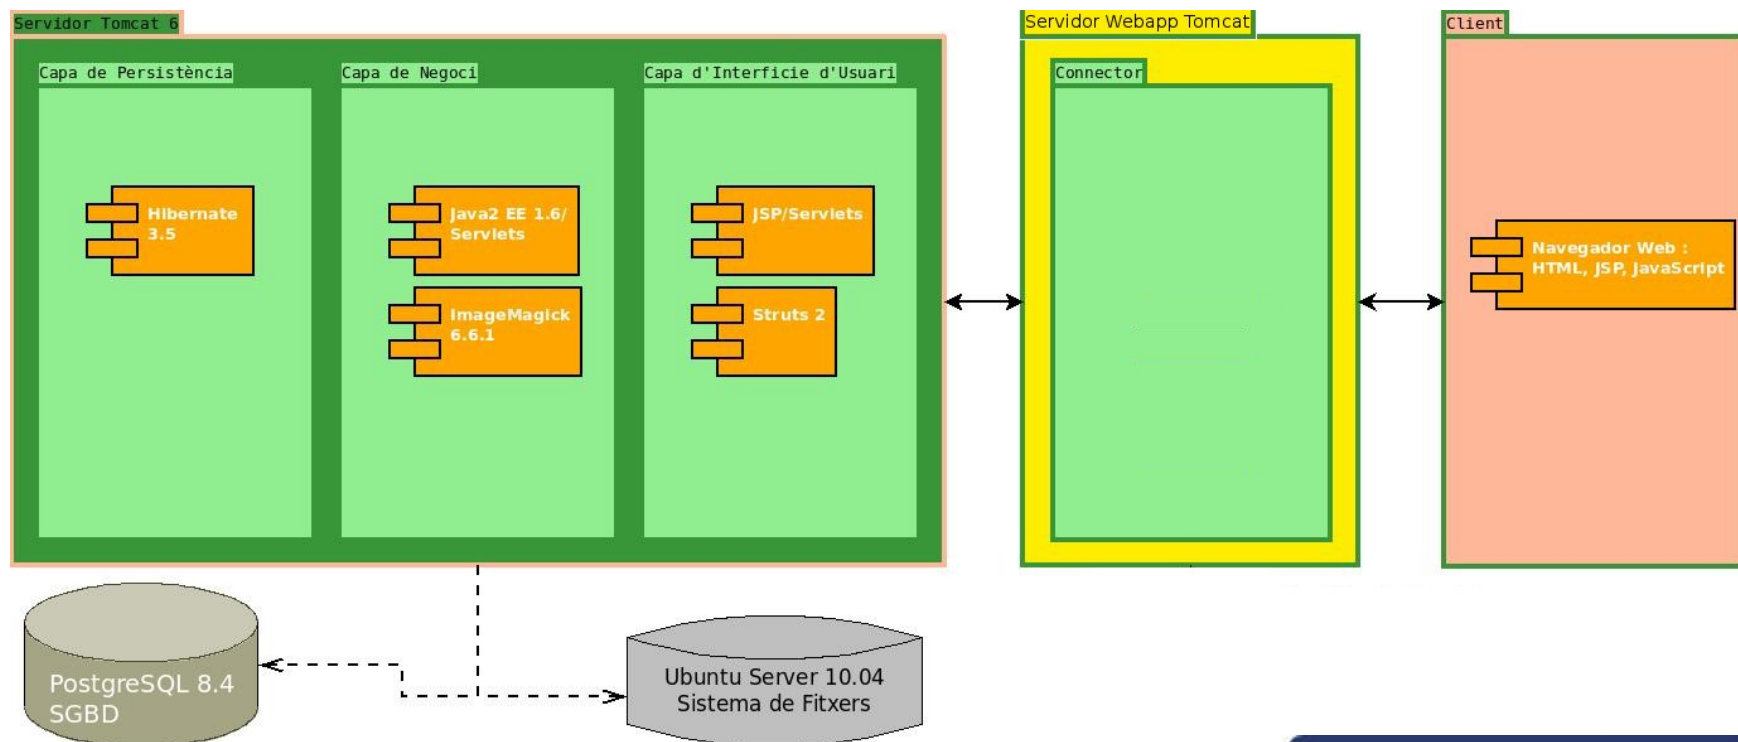 Servidor Tomcat 6
Servidor Webapp Tomcat
Client
Capa de Persistència
Capa de Negoci
Capa d'Interficie d'Usuari
Connector
Hibernate
3.5
Java2 EE 1.6/
Servlets
JSP/Servlets
Navegador Web :
HTML, JSP, JavaScript
ImageMagick
6.6.1
Struts 2
PostgreSQL 8.4
SGBD
Ubuntu Server 10.04
Sistema de Fitxers